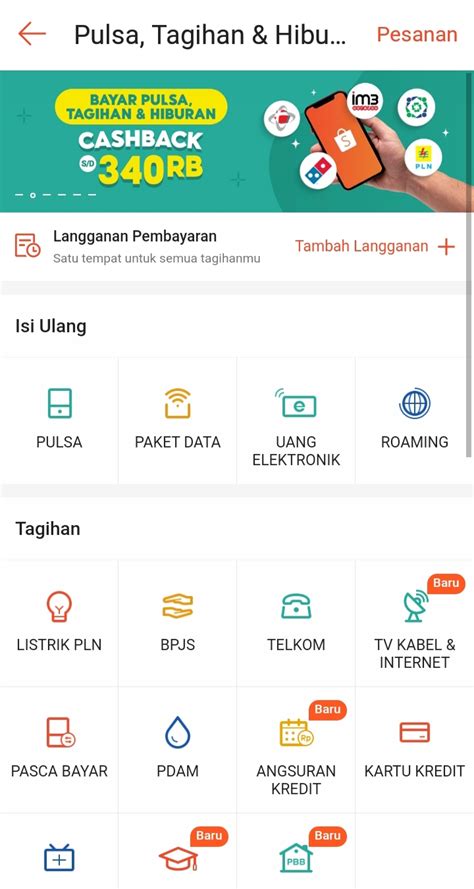 Pulsa, Tagihan & Hibu...
Pesanan
BAYAR PULSA,
TAGIHAN & HIBURAN
CASHBACK
S/D 340RB
im3
PLN
Langganan Pembayaran
Satu tempat untuk semua tagihanmu
Tambah Langganan
Isi Ulang
PULSA
PAKET DATA
UANG
ELEKTRONIK
ROAMING
Tagihan
LISTRIK PLN
BPJS
TELKOM
Baru
TV KABEL &
INTERNET
PASCA BAYAR
PDAM
Baru
Rp
ANGSURAN
KREDIT
KARTU KREDIT
Baru
Baru
PBB